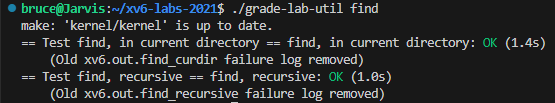 bruce@Jarvis:~/xv6-labs-2021$ ./grade-lab-util find
make: 'kernel/kernel' is up to date.
== Test find, in current directory == find, in current directory: OK (1.4s)
    (Old xv6.out.find_curdir failure log removed)
== Test find, recursive == find, recursive: OK (1.0s)
    (Old xv6.out.find_recursive failure log removed)